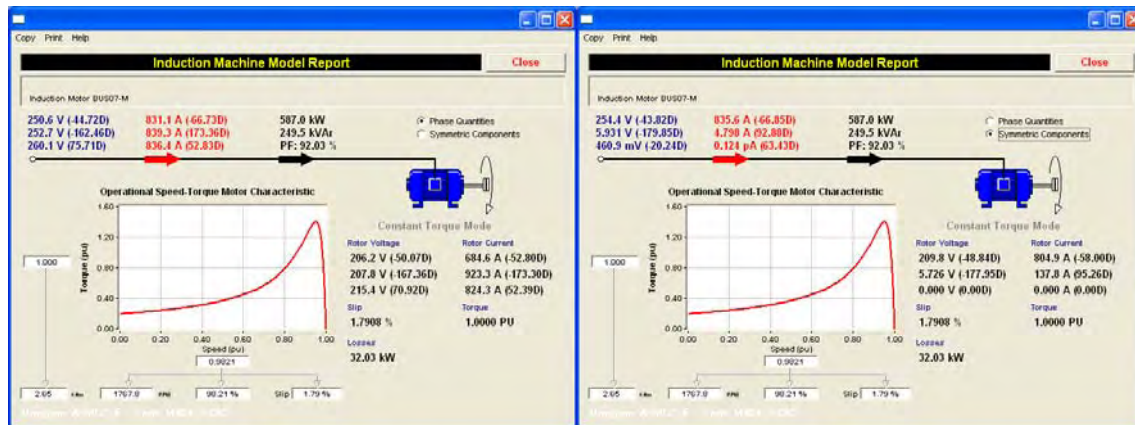 Copy Print Help
Induction Machine Model Report
Close
Induction Motor BUS07-M
250.6 V (-44.72D) 831.1 A (-66.73D) 587.0 kW
252.7 V (-162.46D) 839.3 A (173.36D) 249.5 kVAr
260.1 V (75.71D) 836.4 A (52.83D) PF: 92.03 %
Phase Quantities
Symmetric Components
Operational Speed-Torque Motor Characteristic
1.60
1.20
0.80
0.40
0.00
Torque (pu)
0.00 0.20 0.40 0.60 0.80 1.00
Speed (pu)
1.000
0.9821
Constant Torque Mode
Rotor Voltage Rotor Current
206.2 V (-50.07D) 684.6 A (-52.80D)
207.8 V (-167.36D) 923.3 A (-173.30D)
215.4 V (70.92D) 824.3 A (52.39D)
Slip Torque
1.7908 % 1.0000 PU
Losses
32.03 kW
2.85 1767.8 RPM 98.21 % Slip 1.79 %
Copy Print Help
Induction Machine Model Report
Close
Induction Motor BUS07-M
254.4 V (-43.82D) 835.6 A (-66.85D) 587.0 kW
5.931 V (-179.85D) 4.798 A (92.88D) 249.5 kVAr
460.9 mV (-20.24D) 0.124 pA (63.43D) PF: 92.03 %
Phase Quantities
Symmetric Components
Operational Speed-Torque Motor Characteristic
1.60
1.20
0.80
0.40
0.00
Torque (pu)
0.00 0.20 0.40 0.60 0.80 1.00
Speed (pu)
1.000
0.9821
Constant Torque Mode
Rotor Voltage Rotor Current
209.8 V (-48.84D) 804.9 A (-58.00D)
5.726 V (-177.95D) 137.8 A (95.26D)
0.000 V (0.00D) 0.000 A (0.00D)
Slip Torque
1.7908 % 1.0000 PU
Losses
32.03 kW
2.85 1767.8 RPM 98.21 % Slip 1.79 %